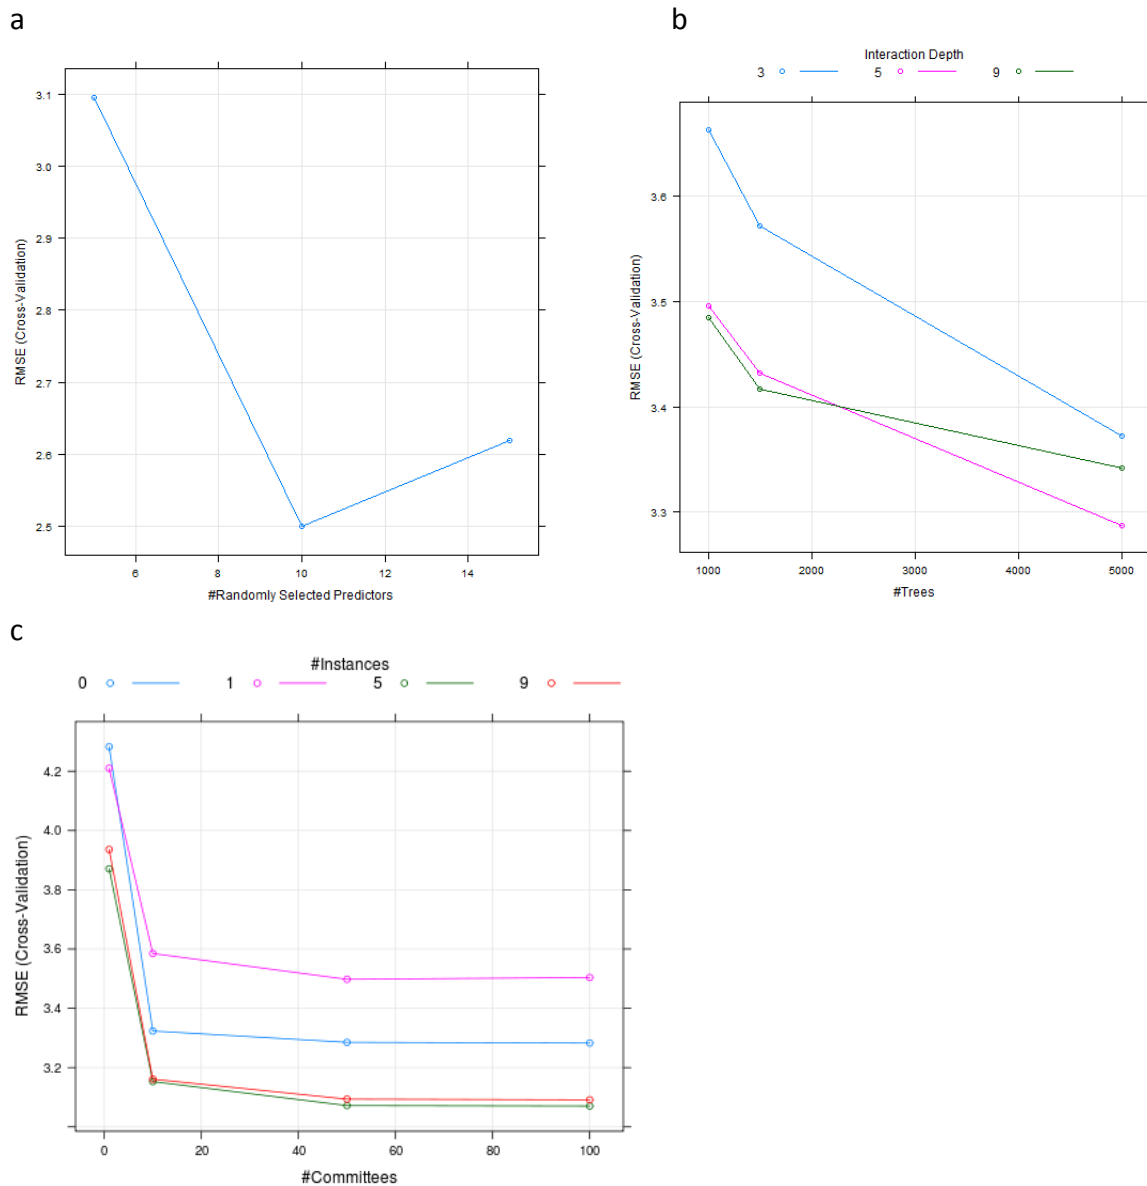 a
3.1
3.0
2.9
2.8
2.7
2.6
2.5
RMSE (Cross-Validation)
6 8 10 12 14
#Randomly Selected Predictors
b
Interaction Depth
3 5 9
3.6
3.5
3.4
3.3
RMSE (Cross-Validation)
1000 2000 3000 4000 5000
#Trees
c
#Instances
0 1 5 9
4.2
4.0
3.8
3.6
3.4
3.2
RMSE (Cross-Validation)
0 20 40 60 80 100
#Committees